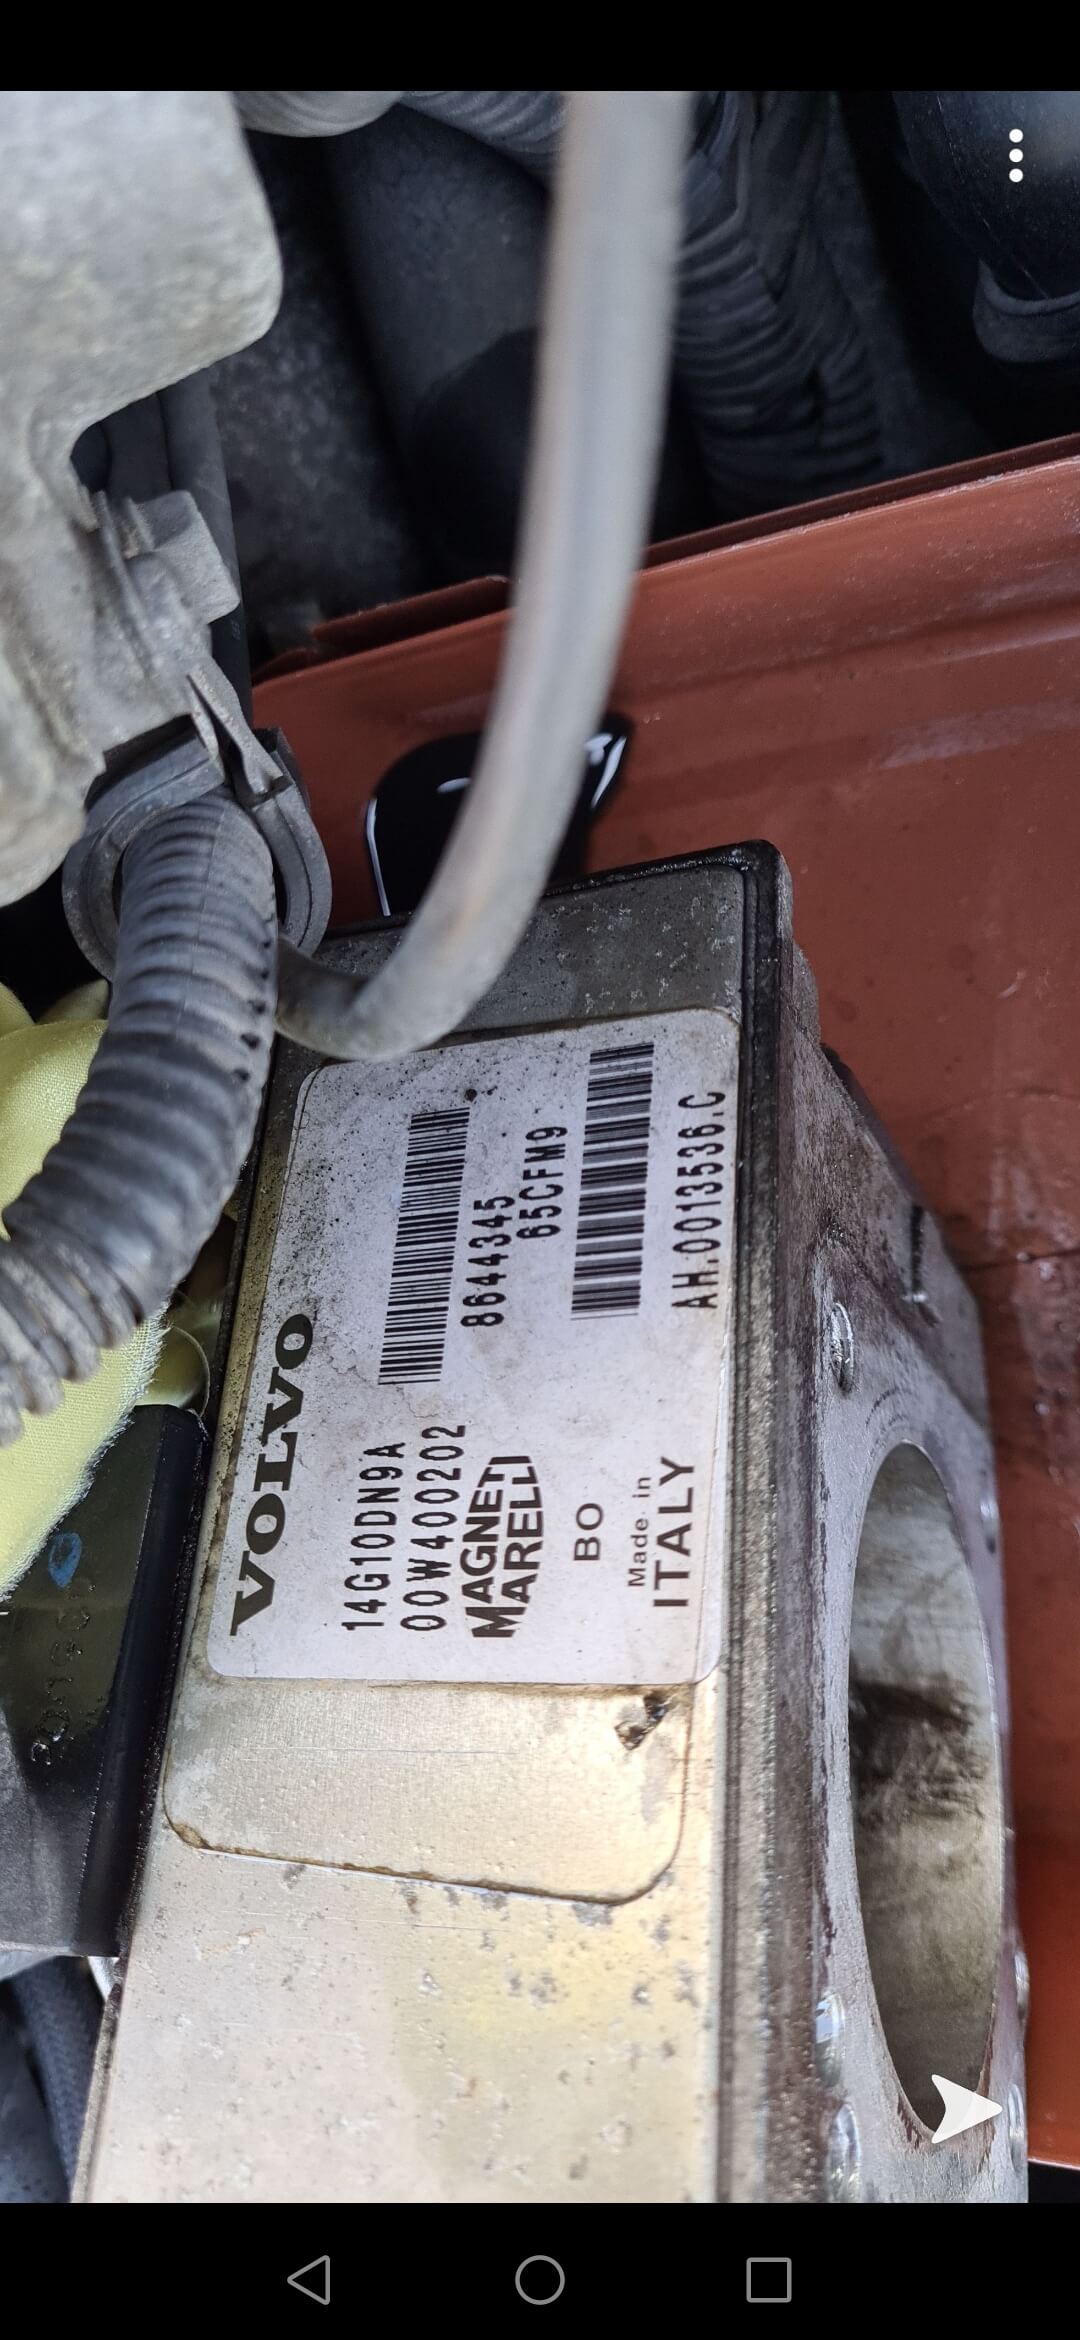 VOLVO
14G10DN9A
00W400202
8644345
MAGNETI
MARELLI
65CFM9
BO
Made in
ITALY
AH.0013536.C